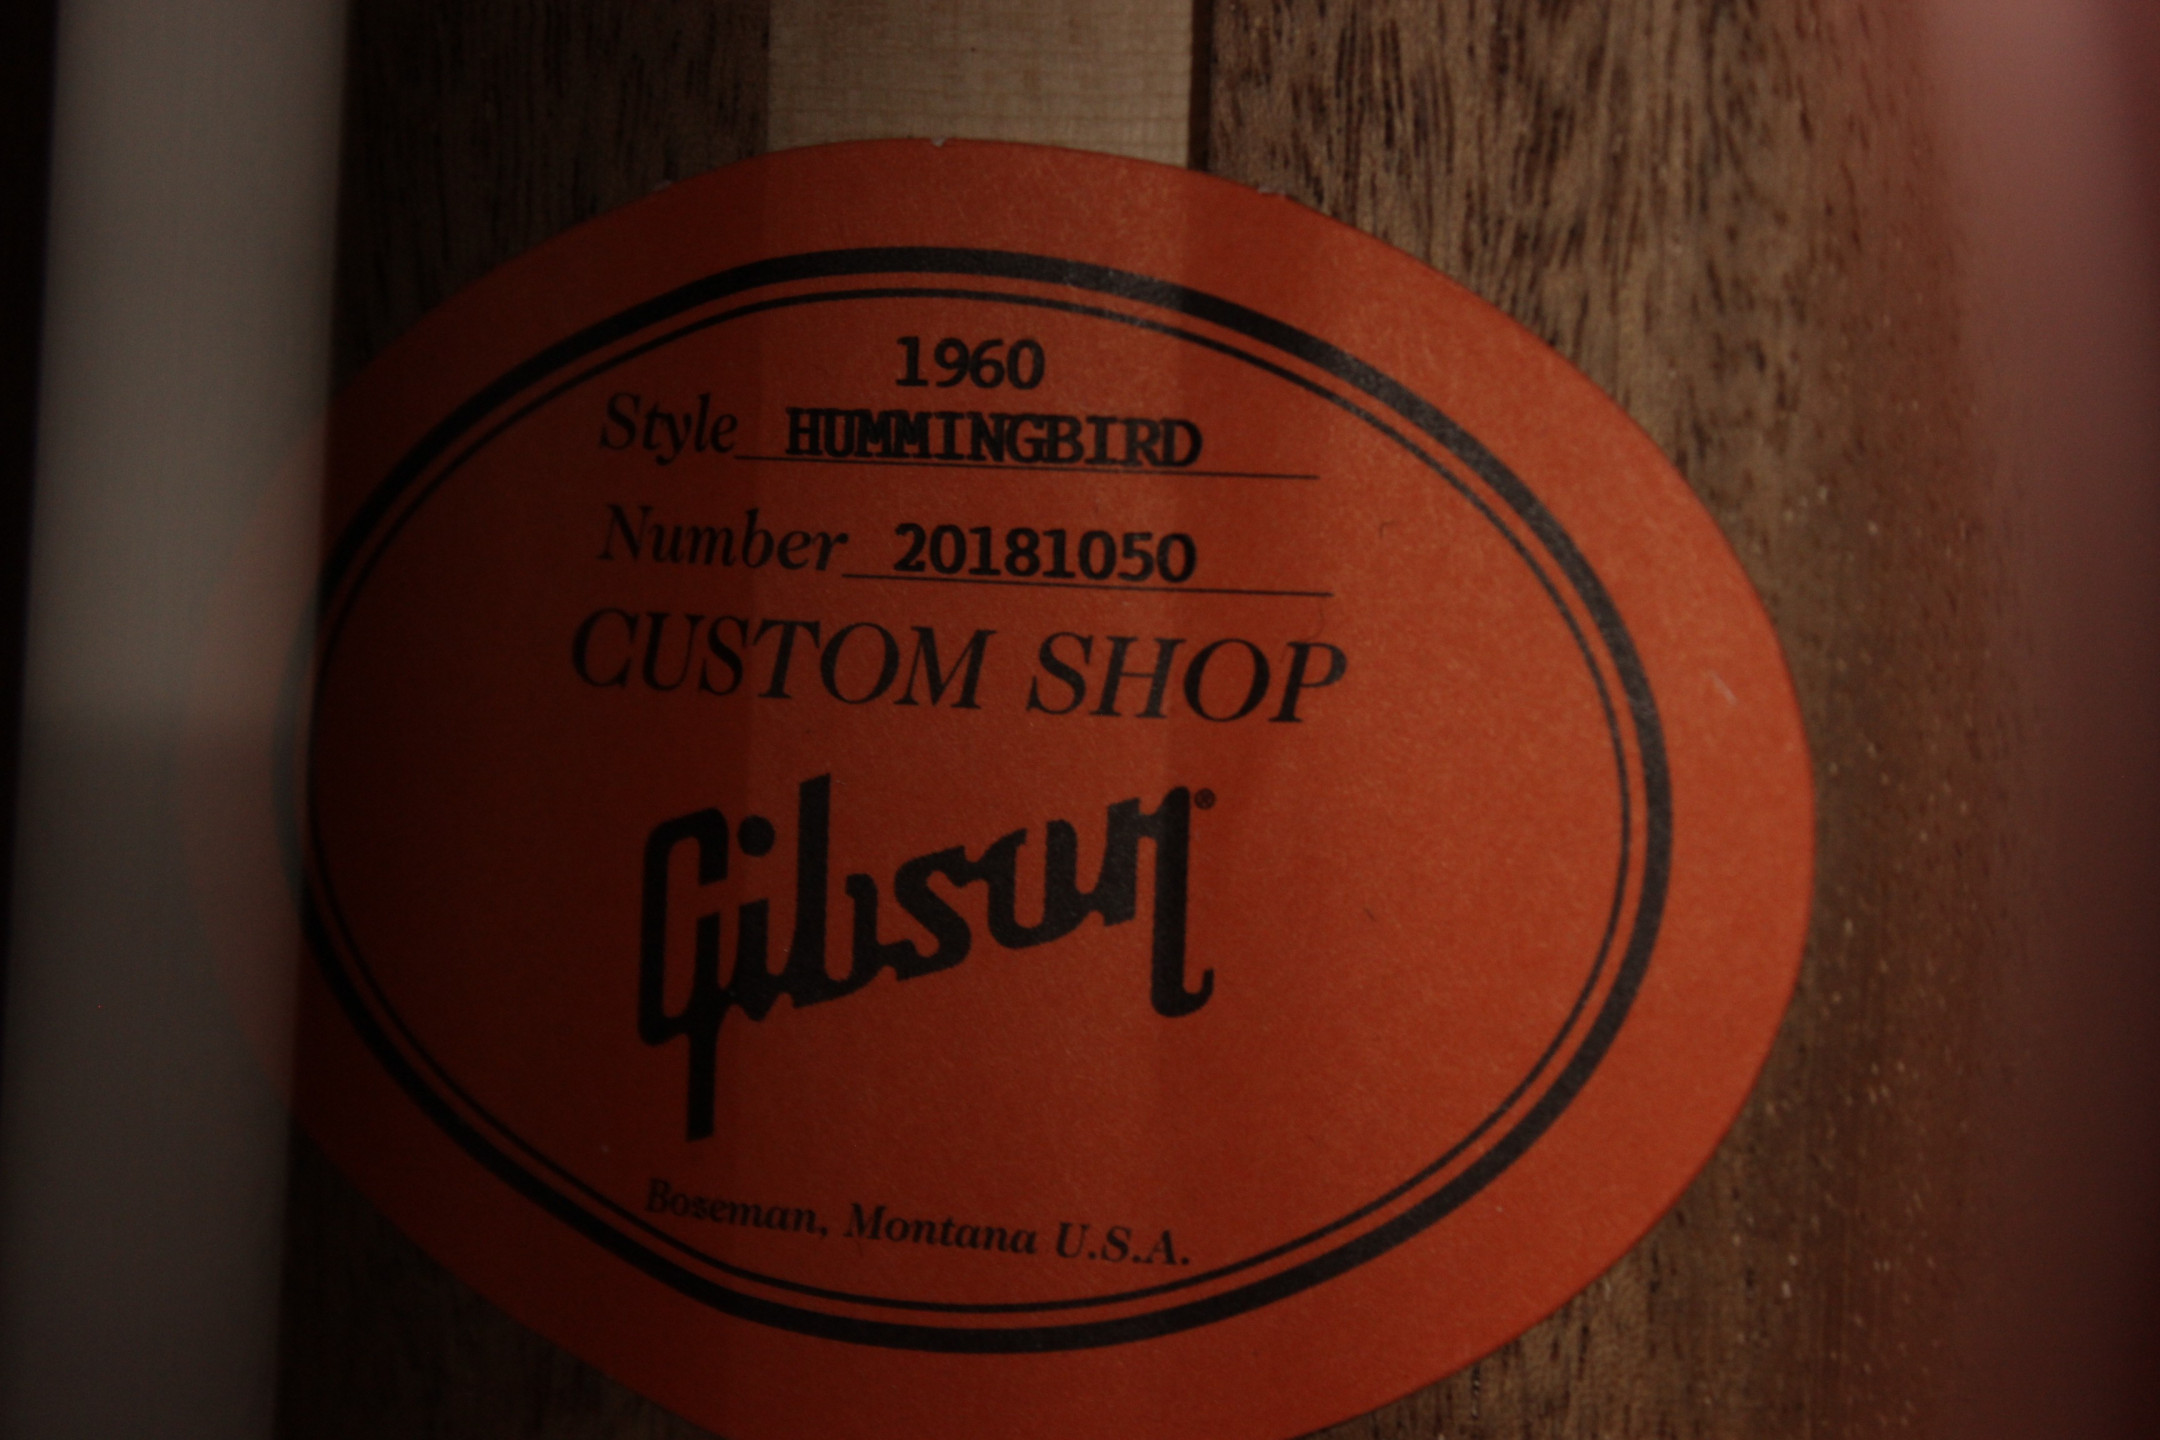 1960
Style HUMMINGBIRD
Number 20181050
CUSTOM SHOP
Gibson®
Bozeman, Montana U.S.A.